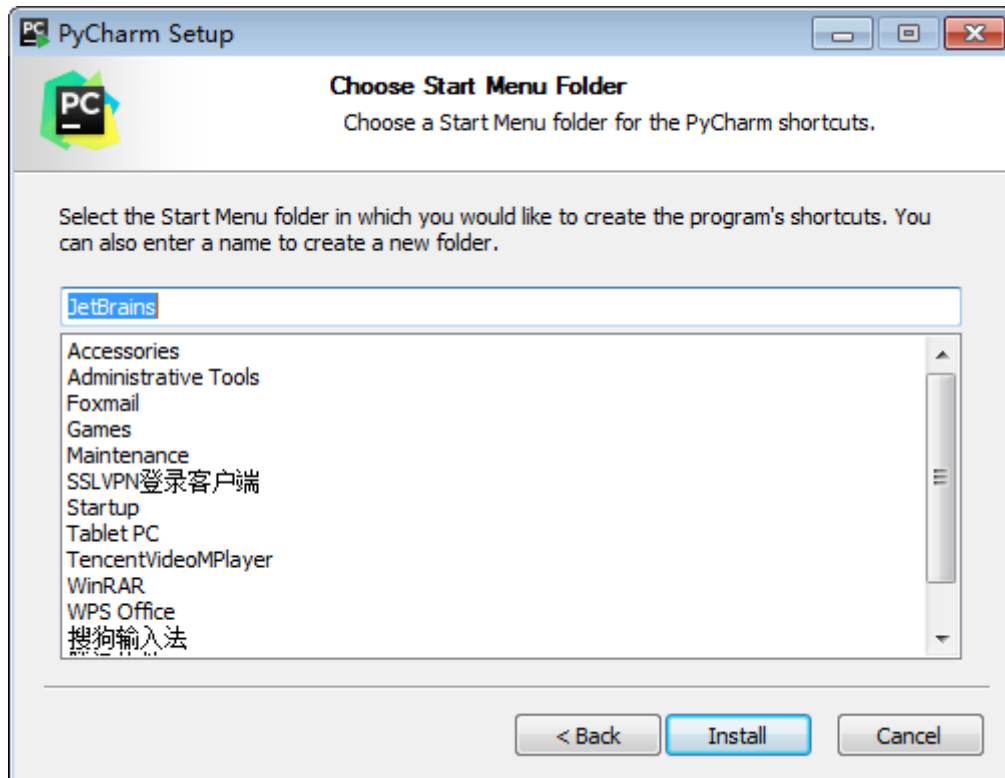 PyCharm Setup
PC
Choose Start Menu Folder
Choose a Start Menu folder for the PyCharm shortcuts.
Select the Start Menu folder in which you would like to create the program's shortcuts. You
can also enter a name to create a new folder.
JetBrains
Accessories
Administrative Tools
Foxmail
Games
Maintenance
SSLVPN登录客户端
Startup
Tablet PC
TencentVideoMPlayer
WinRAR
WPS Office
搜狗输入法
< Back
Install
Cancel